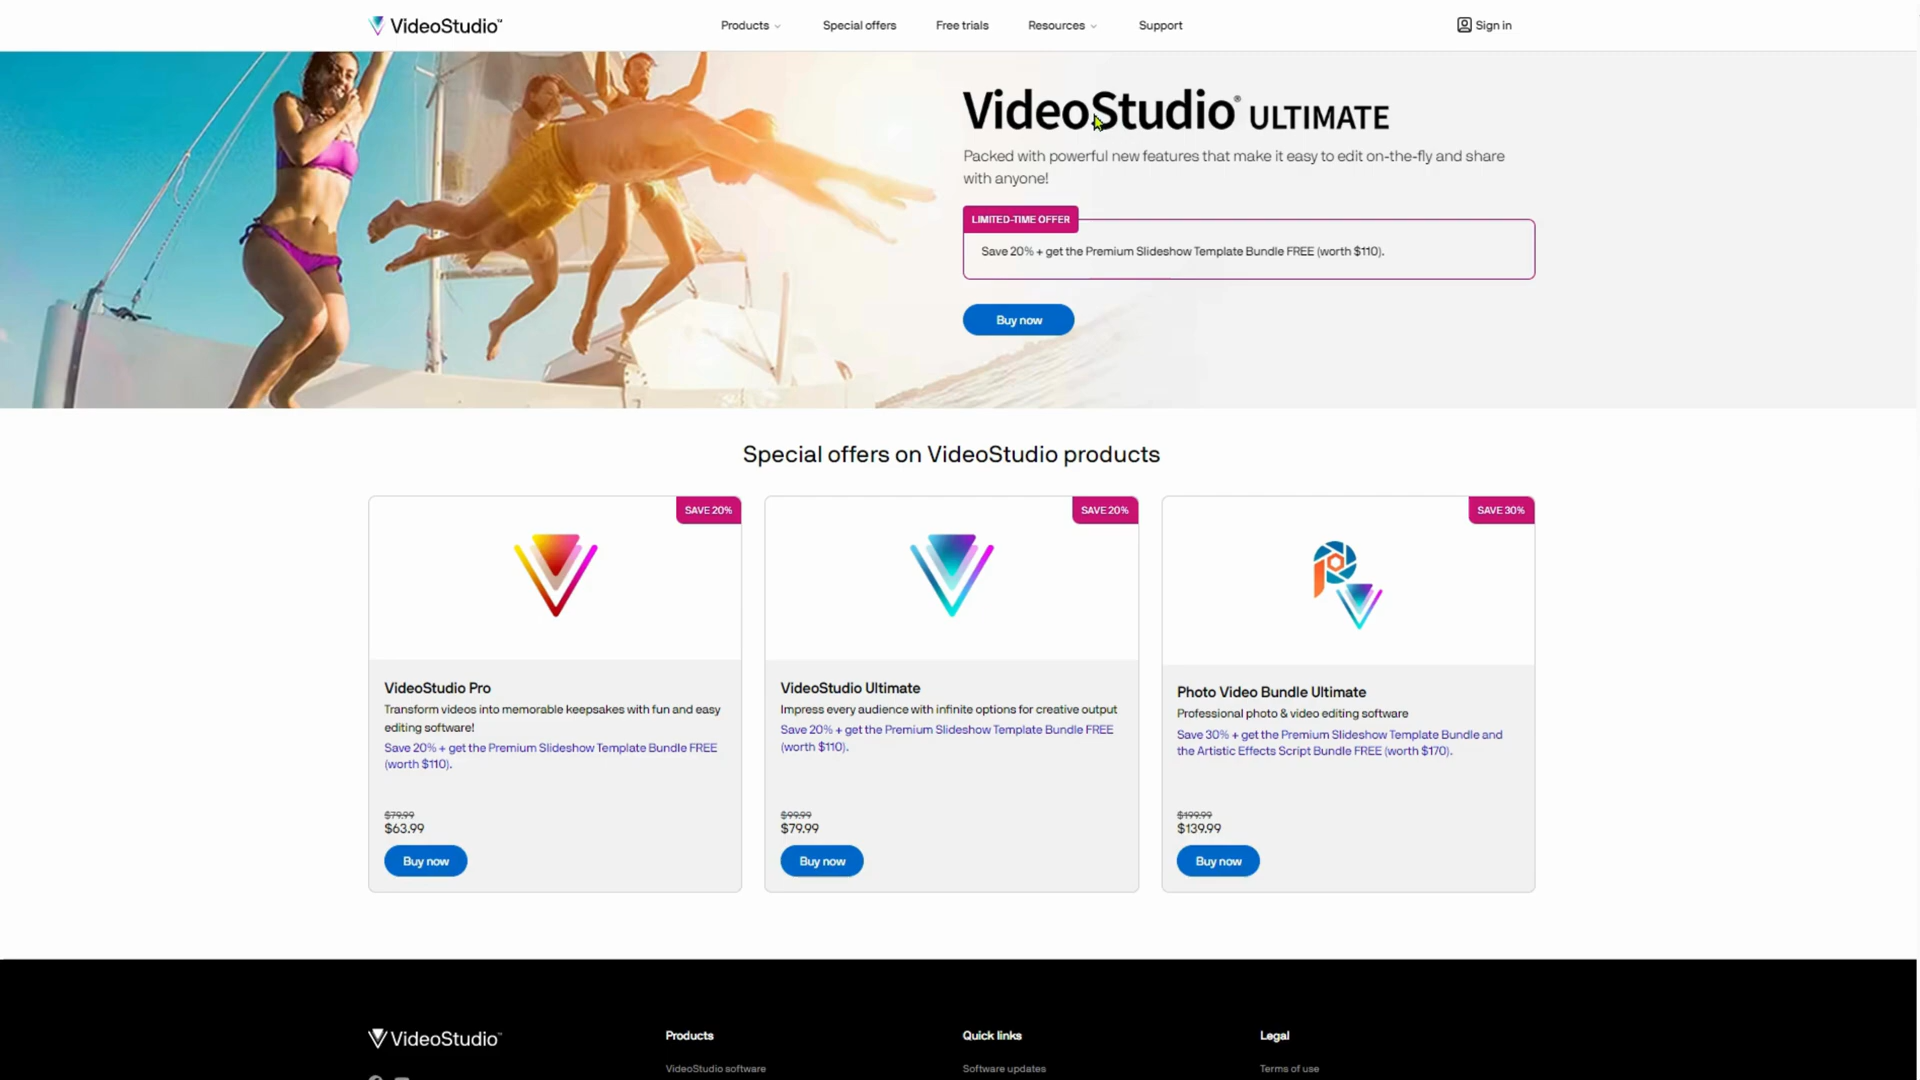 VideoStudio™
Products
Special offers
Free trials
Resources
Support
Sign in
VideoStudio® ULTIMATE
Packed with powerful new features that make it easy to edit on-the-fly and share
with anyone!
LIMITED-TIME OFFER
Save 20% + get the Premium Slideshow Template Bundle FREE (worth $110).
Buy now
Special offers on VideoStudio products
SAVE 20%
VideoStudio Pro
Transform videos into memorable keepsakes with fun and easy
editing software!
Save 20% + get the Premium Slideshow Template Bundle FREE
(worth $110).
$79.99
$63.99
Buy now
SAVE 20%
VideoStudio Ultimate
Impress every audience with infinite options for creative output
Save 20% + get the Premium Slideshow Template Bundle FREE
(worth $110).
$99.99
$79.99
Buy now
SAVE 30%
Photo Video Bundle Ultimate
Professional photo & video editing software
Save 30% + get the Premium Slideshow Template Bundle and
the Artistic Effects Script Bundle FREE (worth $170).
$199.99
$139.99
Buy now
VideoStudio™
Products
VideoStudio software
Quick links
Software updates
Legal
Terms of use